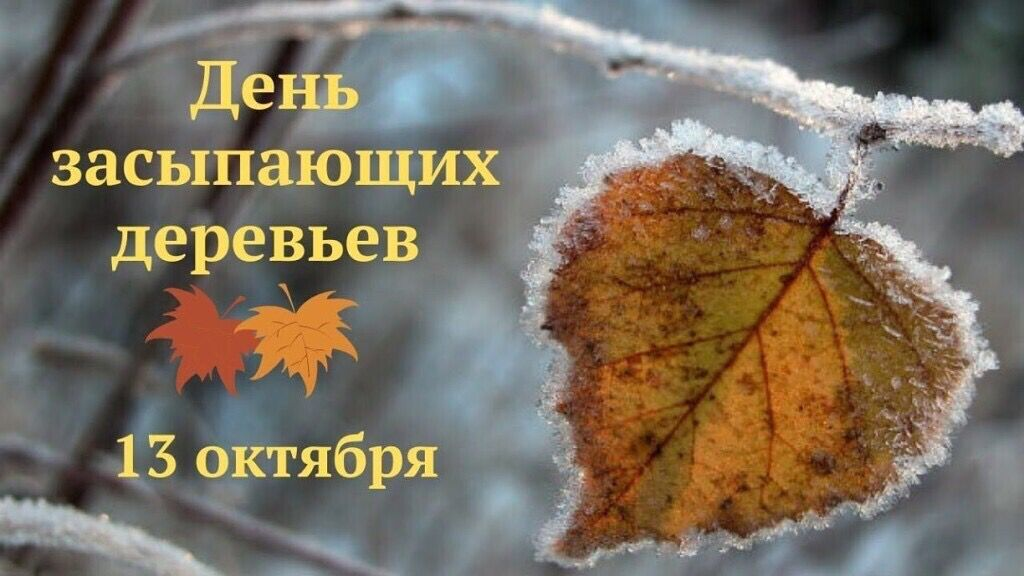 День
засыпающих
деревьев
13 октября